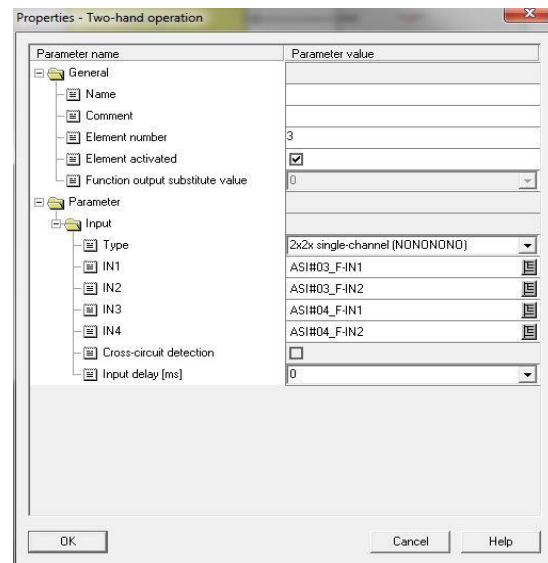 Properties - Two-hand operation
Parameter name Parameter value
General
Name
Comment
Element number 3
Element activated
Function output substitute value 0
Parameter
Input
Type 2x2x single-channel (NONONONO)
IN1 ASI#03_F-IN1
IN2 ASI#03_F-IN2
IN3 ASI#04_F-IN1
IN4 ASI#04_F-IN2
Cross-circuit detection
Input delay [ms] 0
OK Cancel Help